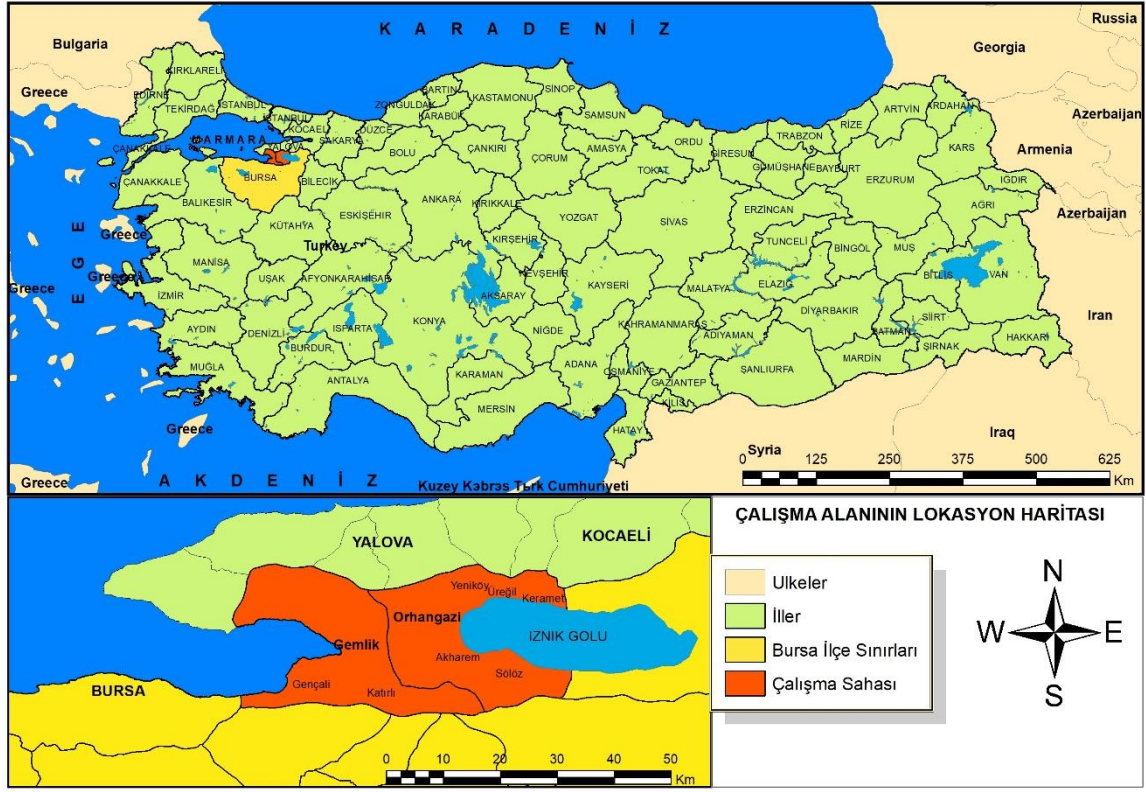 K A R A D E N İ Z
Russia
Bulgaria
Georgia
Greece
Azerbaijan
Armenia
Azerbaijan
Iran
Iraq
Syria
Greece
Greece
Greece
Greece
Greece
Turkey
E G E
M A R M A R A
A K D E N İ Z
Kuzey Kəbrəs Tərk Cumhuriyeti
KIRKLARELİ
EDİRNE
TEKİRDAĞ
İSTANBUL
İSTANBUL
KOCAELİ
YALOVA
SAKARYA
DÜZCE
ZONGULDAK
BARTIN
KARABÜK
KASTAMONU
SİNOP
SAMSUN
ORDU
GİRESUN
TRABZON
RİZE
ARTVİN
ARDAHAN
KARS
IĞDIR
AĞRI
ÇANAKKALE
ÇANAKKALE
BALIKESİR
BURSA
BİLECİK
BOLU
ÇANKIRI
ÇORUM
AMASYA
TOKAT
GÜMÜŞHANE
BAYBURT
ERZURUM
KÜTAHYA
ESKİŞEHİR
ANKARA
KIRIKKALE
YOZGAT
SİVAS
ERZİNCAN
TUNCELİ
BİNGÖL
MUŞ
MANİSA
UŞAK
AFYONKARAHİSAR
KIRŞEHİR
NEVŞEHİR
KAYSERİ
MALATYA
ELAZIĞ
BİTLİS
VAN
İZMİR
AYDIN
DENİZLİ
ISPARTA
BURDUR
KONYA
AKSARAY
NİĞDE
KAHRAMANMARAŞ
ADIYAMAN
DİYARBAKIR
BATMAN
SİİRT
ŞIRNAK
HAKKARİ
MUĞLA
ANTALYA
KARAMAN
MERSİN
ADANA
OSMANİYE
GAZİANTEP
KİLİS
HATAY
ŞANLIURFA
MARDİN
0 62,5 125 250 375 500 625
Km
YALOVA
KOCAELİ
Yeniköy
Üreğil
Keramet
Orhangazi
IZNIK GOLU
Gemlik
Akharem
Sölöz
Gençali
Katırlı
BURSA
0 5 10 20 30 40 50
Km
ÇALIŞMA ALANININ LOKASYON HARİTASI
Ulkeler
İller
Bursa İlçe Sınırları
Çalışma Sahası
N
W E
S